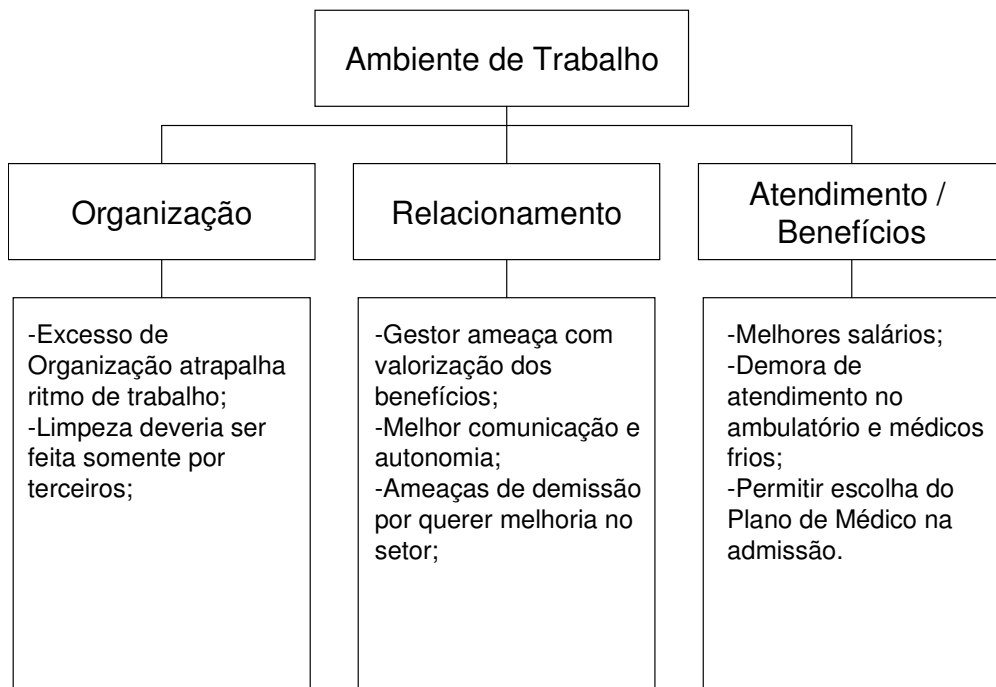 Ambiente de Trabalho
Organização
Relacionamento
Atendimento /
Benefícios
-Excesso de
Organização atrapalha
ritmo de trabalho;
-Limpeza deveria ser
feita somente por
terceiros;
-Gestor ameaça com
valorização dos
benefícios;
-Melhor comunicação e
autonomia;
-Ameaças de demissão
por querer melhoria no
setor;
-Melhores salários;
-Demora de
atendimento no
ambulatório e médicos
frios;
-Permitir escolha do
Plano de Médico na
admissão.